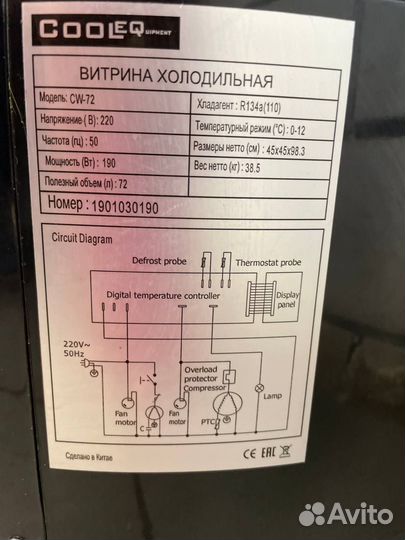 COOLEQUIPMENT
ВИТРИНА ХОЛОДИЛЬНАЯ
Модель: CW-72
Хладагент : R134a(110)
Напряжение ( В): 220
Температурный режим (°С) : 0-12
Частота (гц) : 50
Размеры нетто (см) : 45x45x98.3
Мощность (Вт) : 190
Вес нетто (кг) : 38.5
Полезный объем (л) : 72
Номер : 1901030190
Circuit Diagram
Defrost probe
Thermostat probe
Digital temperature controller
Display
panel
220V~
50Hz
Overload
protector
Compressor
Lamp
Fan
motor
C
Fan
motor
PTC
Сделано в Китае
CE EAC
Avito